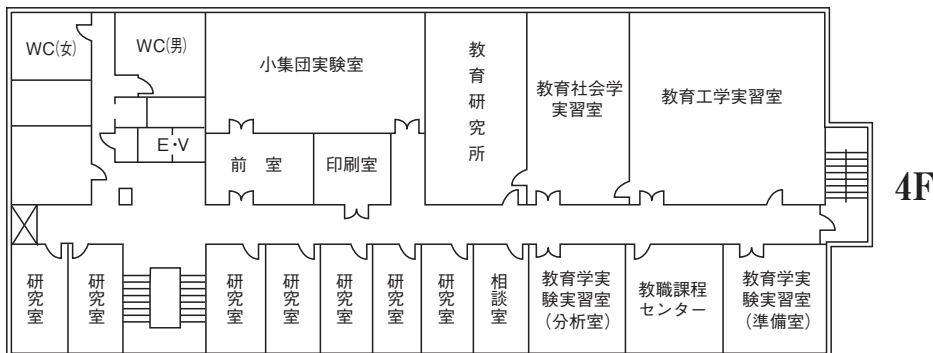 WC(女)
WC(男)
小集団実験室
教育研究所
教育社会学
実習室
教育工学実習室
E・V
前 室
印刷室
4F
研究室
研究室
研究室
研究室
研究室
研究室
研究室
相談室
教育学実
験実習室
(分析室)
教職課程
センター
教育学実
験実習室
(準備室)